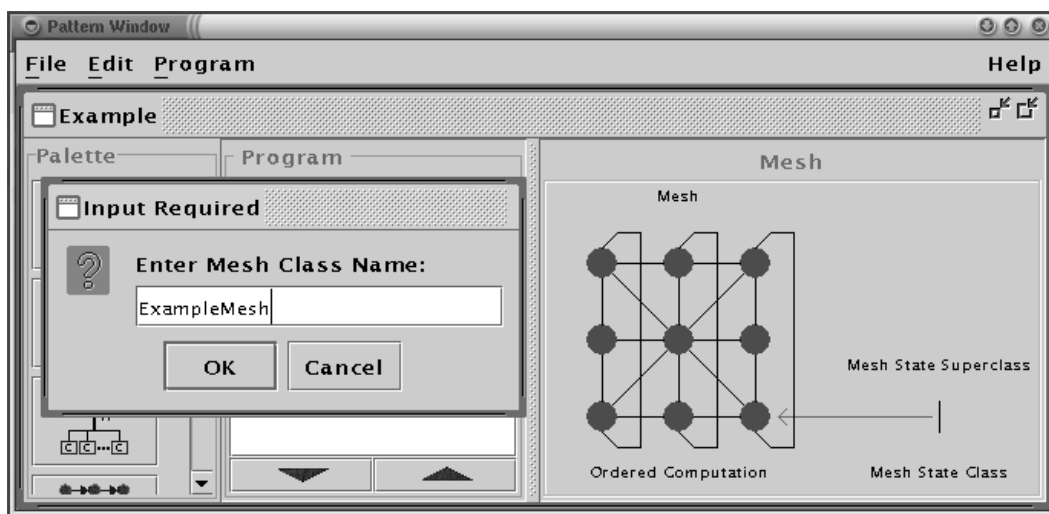 Pattern Window
File Edit Program Help
Example
Palette
Program
Mesh
Input Required
Enter Mesh Class Name:
ExampleMesh
OK Cancel
Mesh
Mesh State Superclass
Ordered Computation
Mesh State Class
C C...C